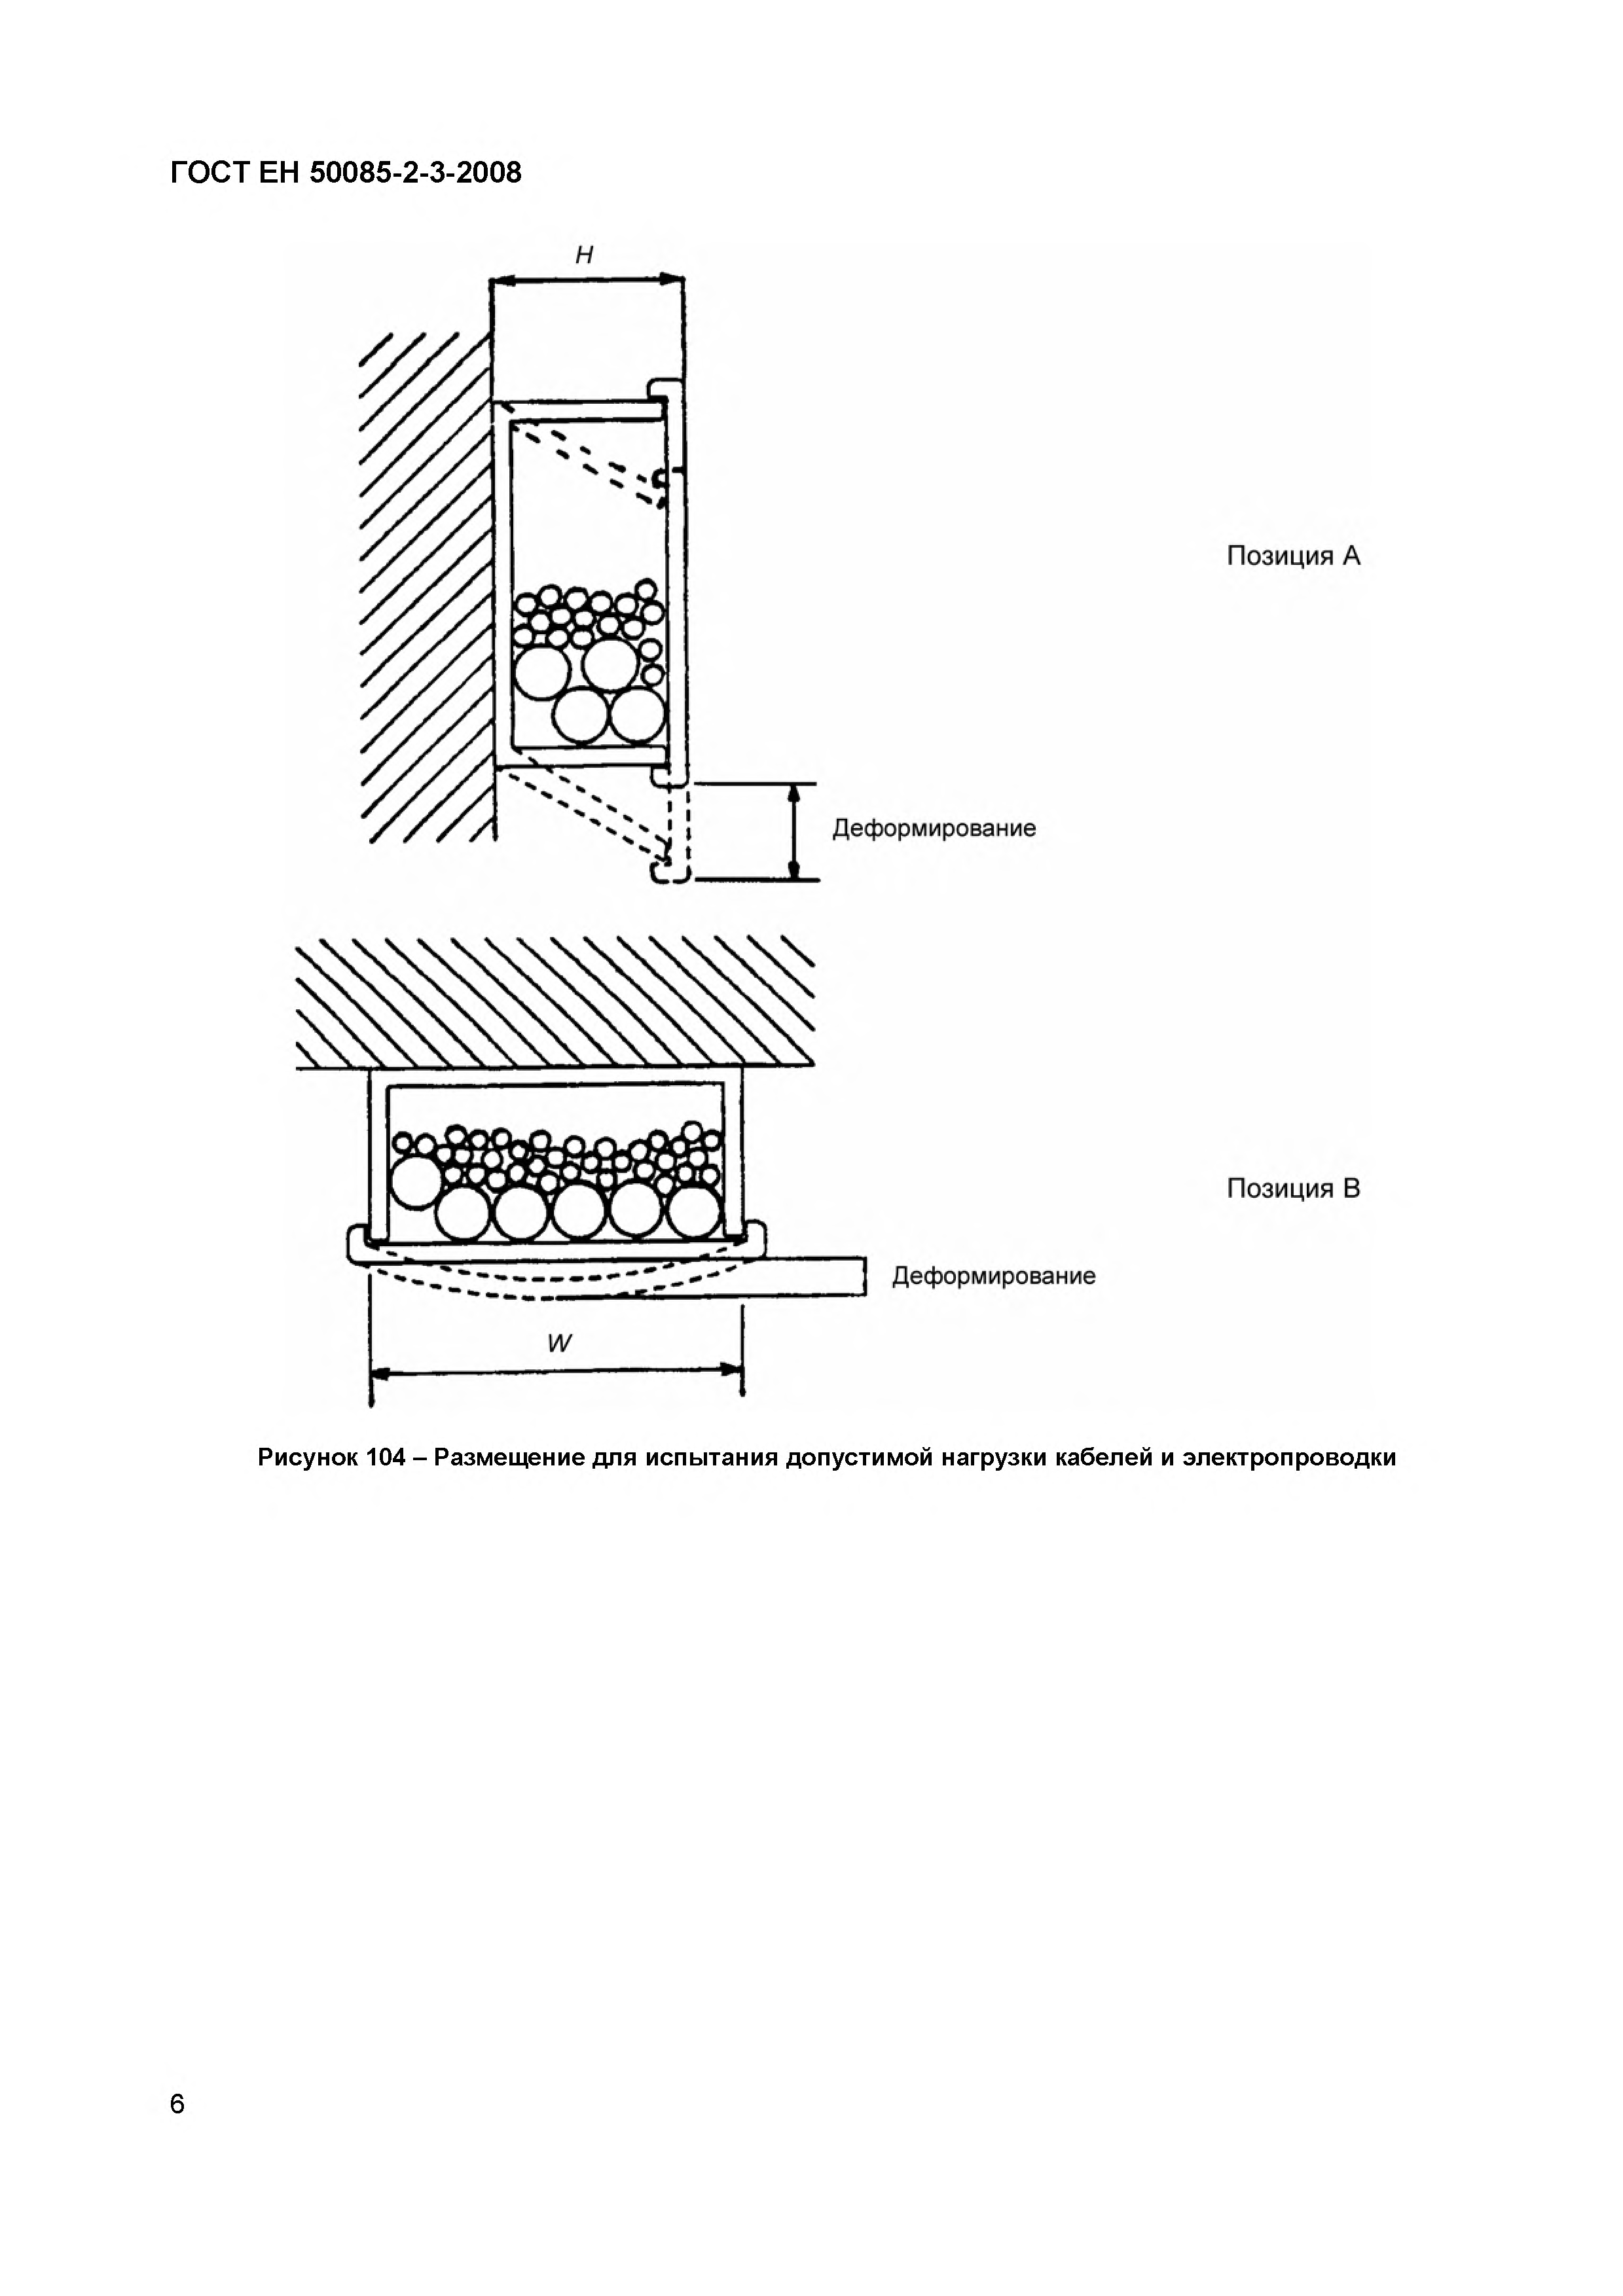 ГОСТ ЕН 50085-2-3-2008
H
Позиция А
Деформирование
Позиция В
Деформирование
W
Рисунок 104 – Размещение для испытания допустимой нагрузки кабелей и электропроводки
6